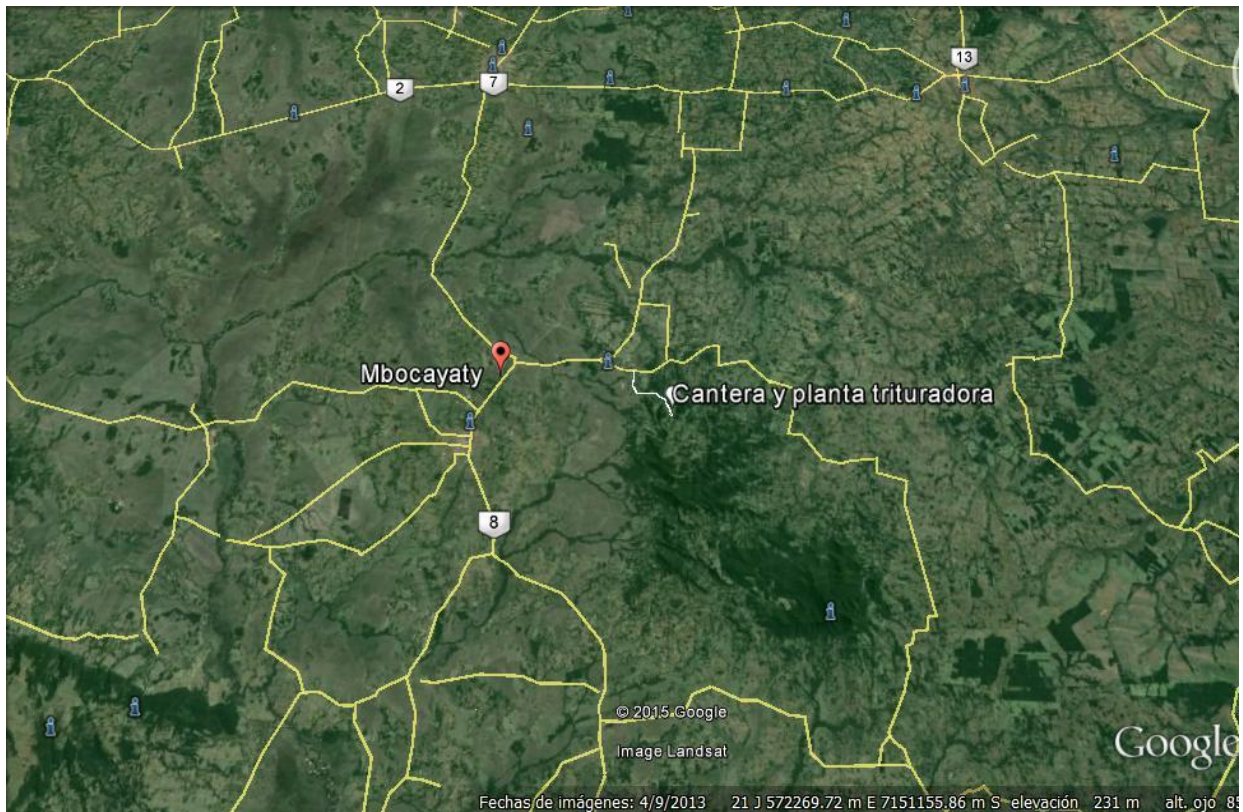 13
2
7
Mbocayaty
Cantera y planta trituradora
8
© 2015 Google
Image Landsat
Google
Fechas de imágenes: 4/9/2013 21 J 572269.72 m E 7151155.86 m S elevación 231 m alt. ojo 85